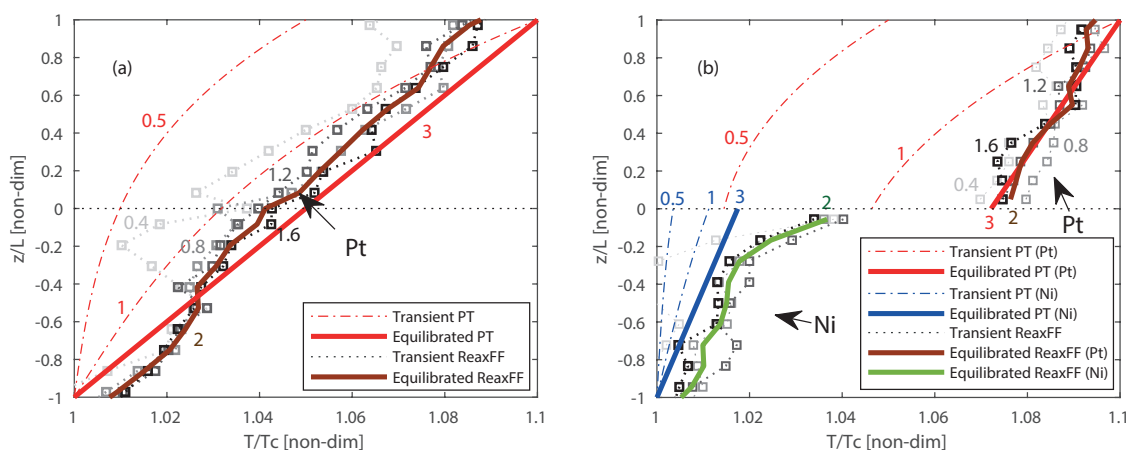 (a)
z/L [non-dim]
1
0.8
0.6
0.4
0.2
0
-0.2
-0.4
-0.6
-0.8
-1
0.5
1
3
0.4
1.2
0.8
1.6
2
Pt
Transient PT
Equilibrated PT
Transient ReaxFF
Equilibrated ReaxFF
1 1.02 1.04 1.06 1.08 1.1
T/Tc [non-dim]
(b)
z/L [non-dim]
1
0.8
0.6
0.4
0.2
0
-0.2
-0.4
-0.6
-0.8
-1
0.5
1
1.2
1.6
0.8
0.4
3
2
Pt
0.5
1
3
2
Ni
Transient PT (Pt)
Equilibrated PT (Pt)
Transient PT (Ni)
Equilibrated PT (Ni)
Transient ReaxFF
Equilibrated ReaxFF (Pt)
Equilibrated ReaxFF (Ni)
1 1.02 1.04 1.06 1.08 1.1
T/Tc [non-dim]